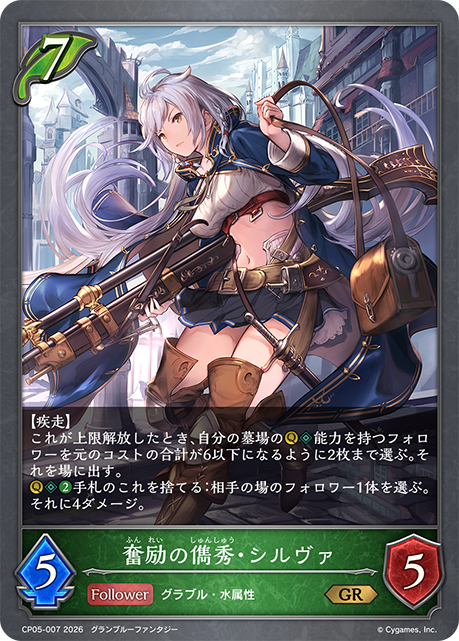 7
【疾走】
これが上限解放したとき、自分の墓場のQ能力を持つフォロ
ワーを元のコストの合計が6以下になるように2枚まで選ぶ。そ
れを場に出す。
Q2手札のこれを捨てる:相手の場のフォロワー1体を選ぶ。
それに4ダメージ。
ふん れい しゅんしゅう
奮励の儁秀・シルヴァ
5
Follower グラブル・水属性 GR
5
CP05-007 2026 グランブルーファンタジー © Cygames, Inc.